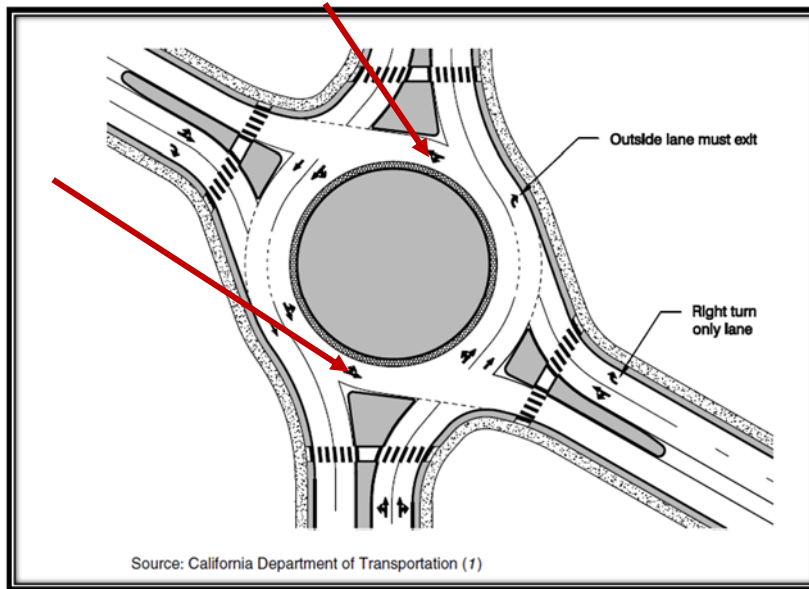 Outside lane must exit
Right turn
only lane
Source: California Department of Transportation (1)